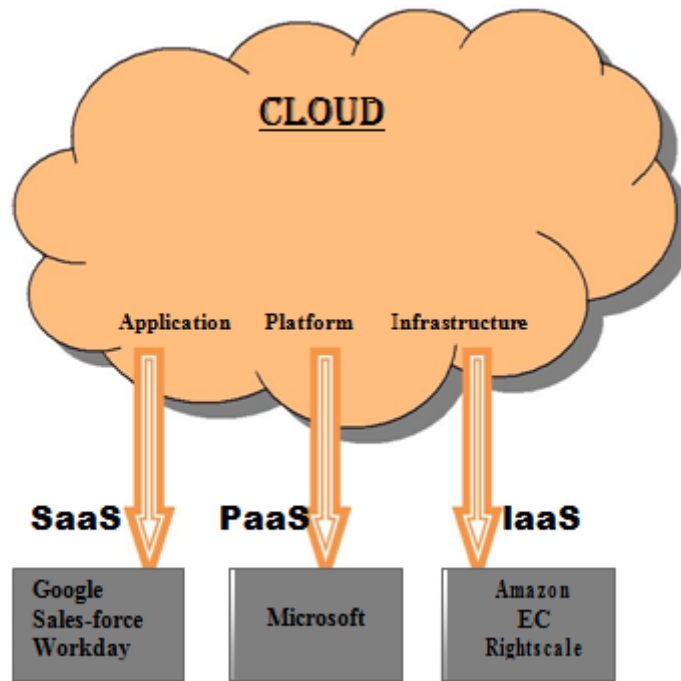 CLOUD
Application Platform Infrastructure
SaaS PaaS IaaS
Google
Sales-force
Workday
Microsoft
Amazon
EC
Rightscale